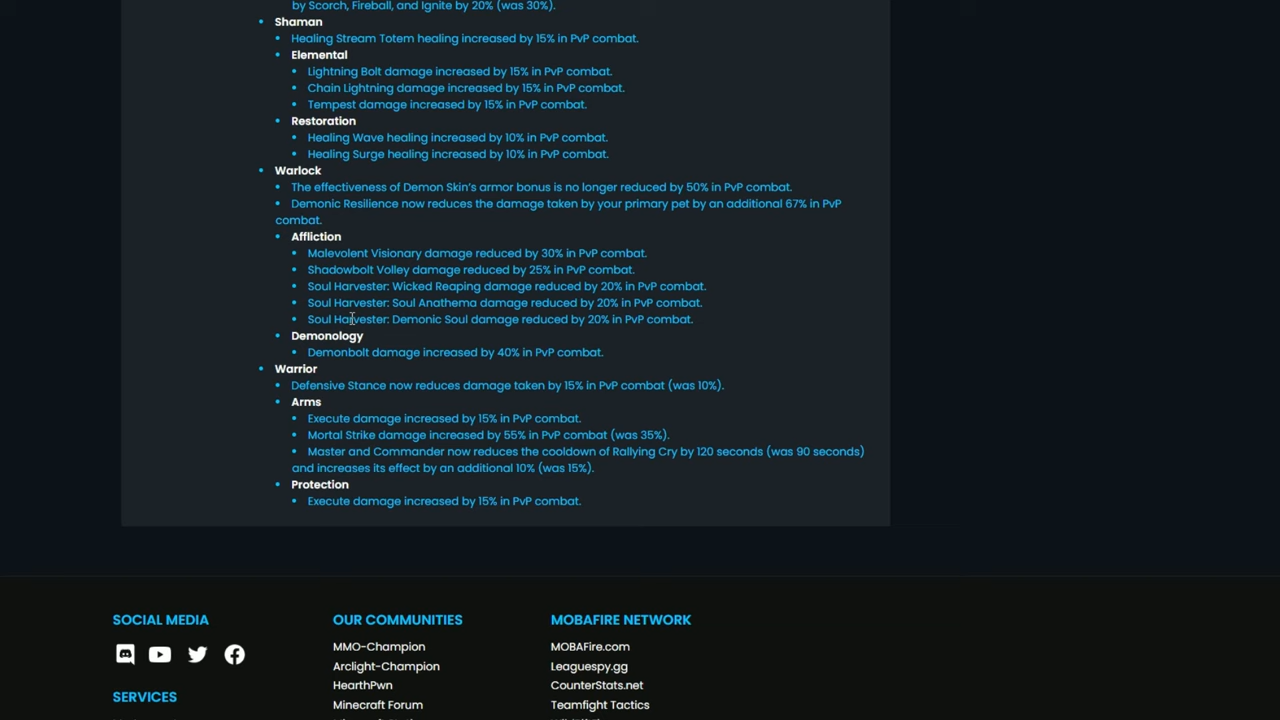 by Scorch, Fireball, and Ignite by 20% (was 30%).
Shaman
Healing Stream Totem healing increased by 15% in PvP combat.
Elemental
Lightning Bolt damage increased by 15% in PvP combat.
Chain Lightning damage increased by 15% in PvP combat.
Tempest damage increased by 15% in PvP combat.
Restoration
Healing Wave healing increased by 10% in PvP combat.
Healing Surge healing increased by 10% in PvP combat.
Warlock
The effectiveness of Demon Skin’s armor bonus is no longer reduced by 50% in PvP combat.
Demonic Resilience now reduces the damage taken by your primary pet by an additional 67% in PvP
combat.
Affliction
Malevolent Visionary damage reduced by 30% in PvP combat.
Shadowbolt Volley damage reduced by 25% in PvP combat.
Soul Harvester: Wicked Reaping damage reduced by 20% in PvP combat.
Soul Harvester: Soul Anathema damage reduced by 20% in PvP combat.
Soul Harvester: Demonic Soul damage reduced by 20% in PvP combat.
Demonology
Demonbolt damage increased by 40% in PvP combat.
Warrior
Defensive Stance now reduces damage taken by 15% in PvP combat (was 10%).
Arms
Execute damage increased by 15% in PvP combat.
Mortal Strike damage increased by 55% in PvP combat (was 35%).
Master and Commander now reduces the cooldown of Rallying Cry by 120 seconds (was 90 seconds)
and increases its effect by an additional 10% (was 15%).
Protection
Execute damage increased by 15% in PvP combat.
SOCIAL MEDIA
OUR COMMUNITIES
MOBAFIRE NETWORK
MMO-Champion
MOBAFire.com
Arclight-Champion
Leaguespy.gg
HearthPwn
CounterStats.net
SERVICES
Minecraft Forum
Teamfight Tactics